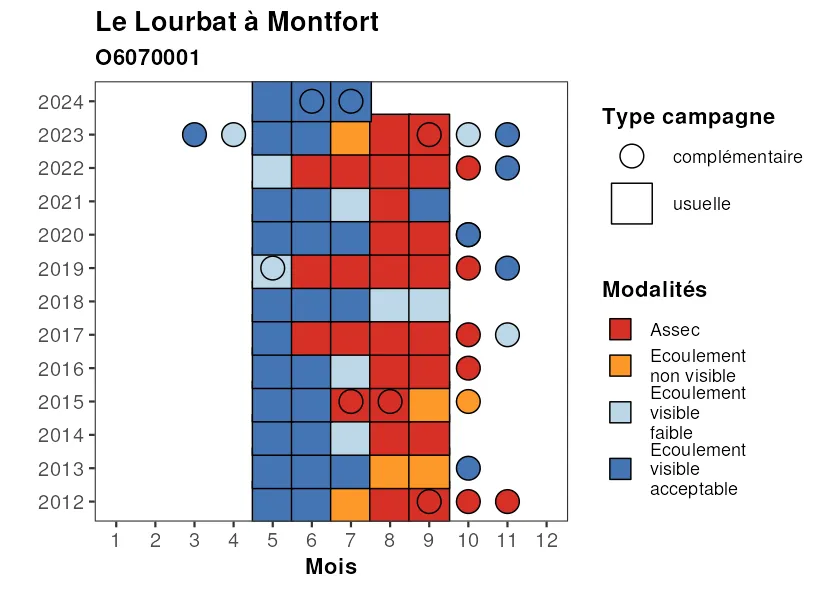 Le Lourbat à Montfort
O6070001
2024
2023
2022
2021
2020
2019
2018
2017
2016
2015
2014
2013
2012
1 2 3 4 5 6 7 8 9 10 11 12
Mois
Type campagne
complémentaire
usuelle
Modalités
Assec
Ecoulement
non visible
Ecoulement
visible
faible
Ecoulement
visible
acceptable